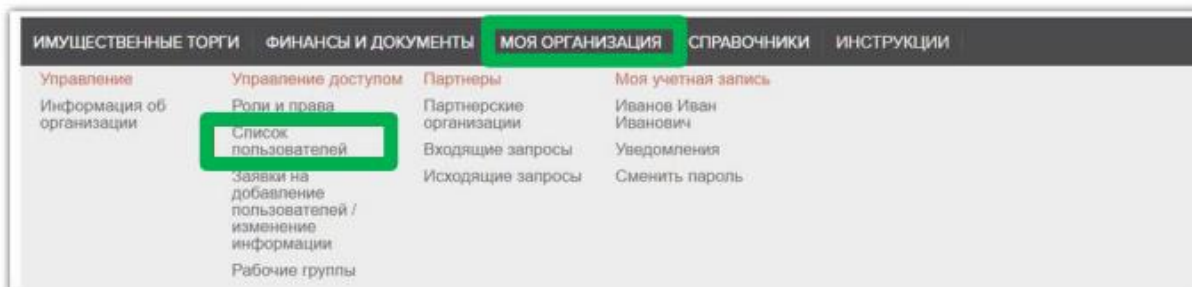 ИМУЩЕСТВЕННЫЕ ТОРГИ ФИНАНСЫ И ДОКУМЕНТЫ МОЯ ОРГАНИЗАЦИЯ СПРАВОЧНИКИ ИНСТРУКЦИИ
Управление
Информация об
организации
Управление доступом
Роли и права
Список
пользователей
Заявки на
добавление
пользователей /
изменение
информации
Рабочие группы
Партнеры
Партнерские
организации
Входящие запросы
Исходящие запросы
Моя учетная запись
Иванов Иван
Иванович
Уведомления
Сменить пароль